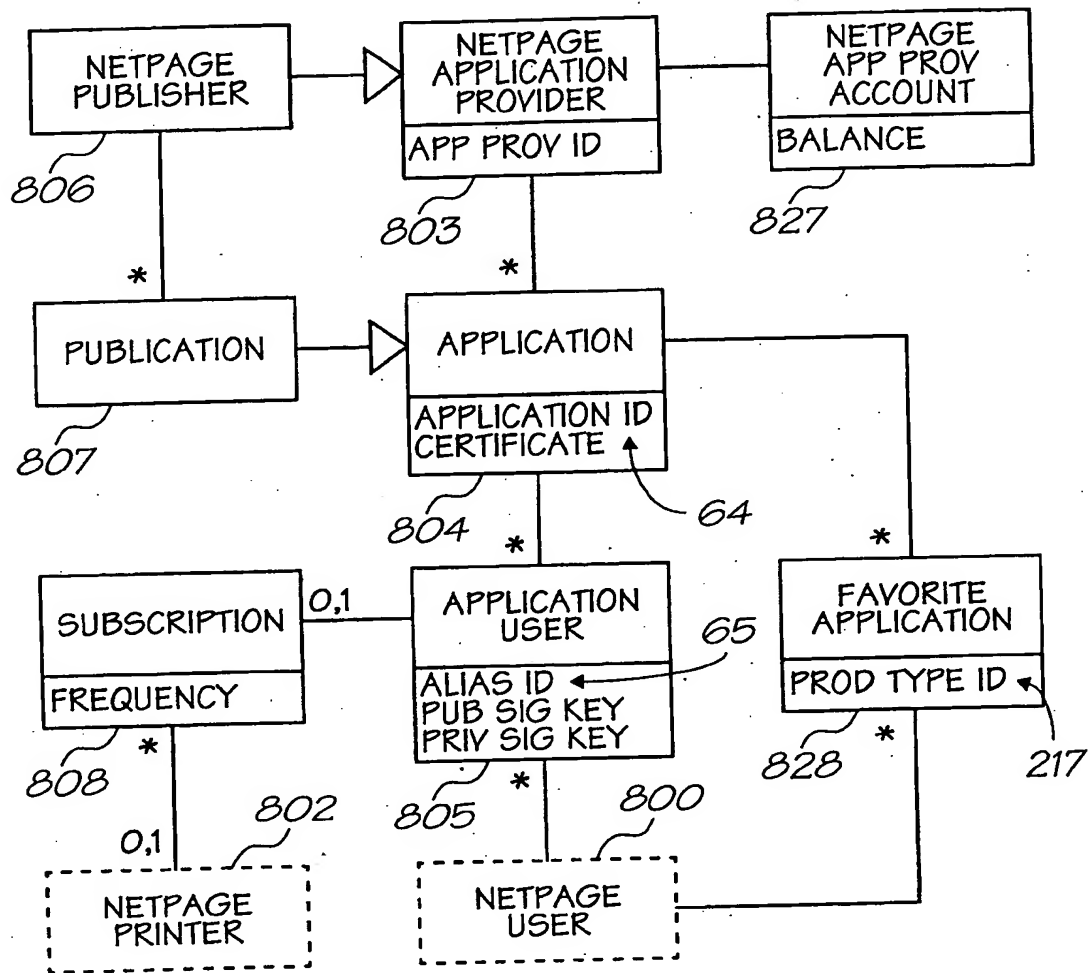 NETPAGE
PUBLISHER
806
NETPAGE
APPLICATION
PROVIDER
APP PROV ID
803
NETPAGE
APP PROV
ACCOUNT
BALANCE
827
*
*
PUBLICATION
807
APPLICATION
APPLICATION ID
CERTIFICATE
804
64
*
*
SUBSCRIPTION
FREQUENCY
808
0,1
APPLICATION
USER
ALIAS ID
PUB SIG KEY
PRIV SIG KEY
805
65
FAVORITE
APPLICATION
PROD TYPE ID
828
217
*
*
*
0,1
802
NETPAGE
PRINTER
800
NETPAGE
USER